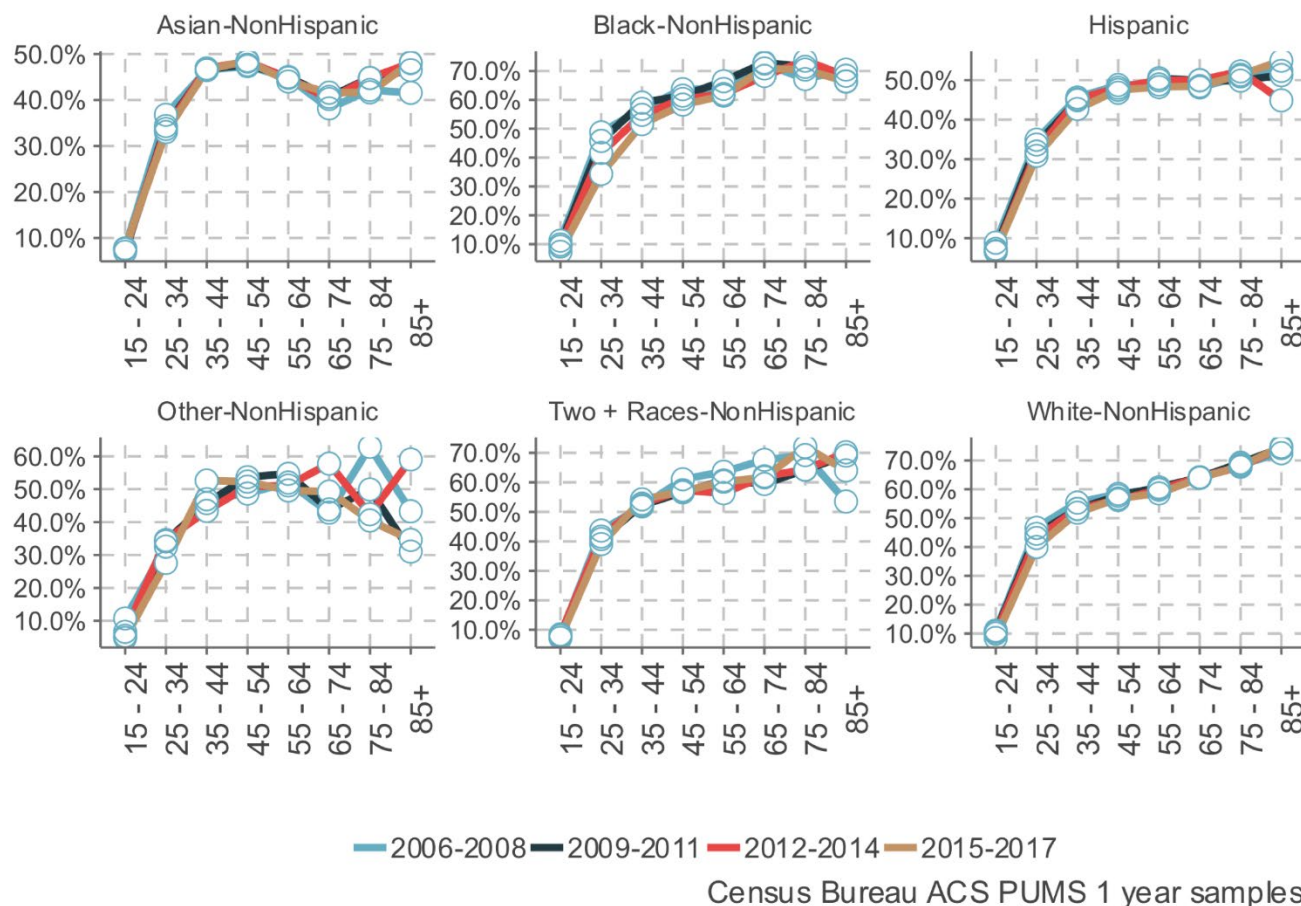 Asian-NonHispanic
50.0%
40.0%
30.0%
20.0%
10.0%
15 - 24
25 - 34
35 - 44
45 - 54
55 - 64
65 - 74
75 - 84
85+
Black-NonHispanic
70.0%
60.0%
50.0%
40.0%
30.0%
20.0%
10.0%
15 - 24
25 - 34
35 - 44
45 - 54
55 - 64
65 - 74
75 - 84
85+
Hispanic
50.0%
40.0%
30.0%
20.0%
10.0%
15 - 24
25 - 34
35 - 44
45 - 54
55 - 64
65 - 74
75 - 84
85+
Other-NonHispanic
60.0%
50.0%
40.0%
30.0%
20.0%
10.0%
15 - 24
25 - 34
35 - 44
45 - 54
55 - 64
65 - 74
75 - 84
85+
Two + Races-NonHispanic
70.0%
60.0%
50.0%
40.0%
30.0%
20.0%
10.0%
15 - 24
25 - 34
35 - 44
45 - 54
55 - 64
65 - 74
75 - 84
85+
White-NonHispanic
70.0%
60.0%
50.0%
40.0%
30.0%
20.0%
10.0%
15 - 24
25 - 34
35 - 44
45 - 54
55 - 64
65 - 74
75 - 84
85+
2006-2008 2009-2011 2012-2014 2015-2017
Census Bureau ACS PUMS 1 year samples